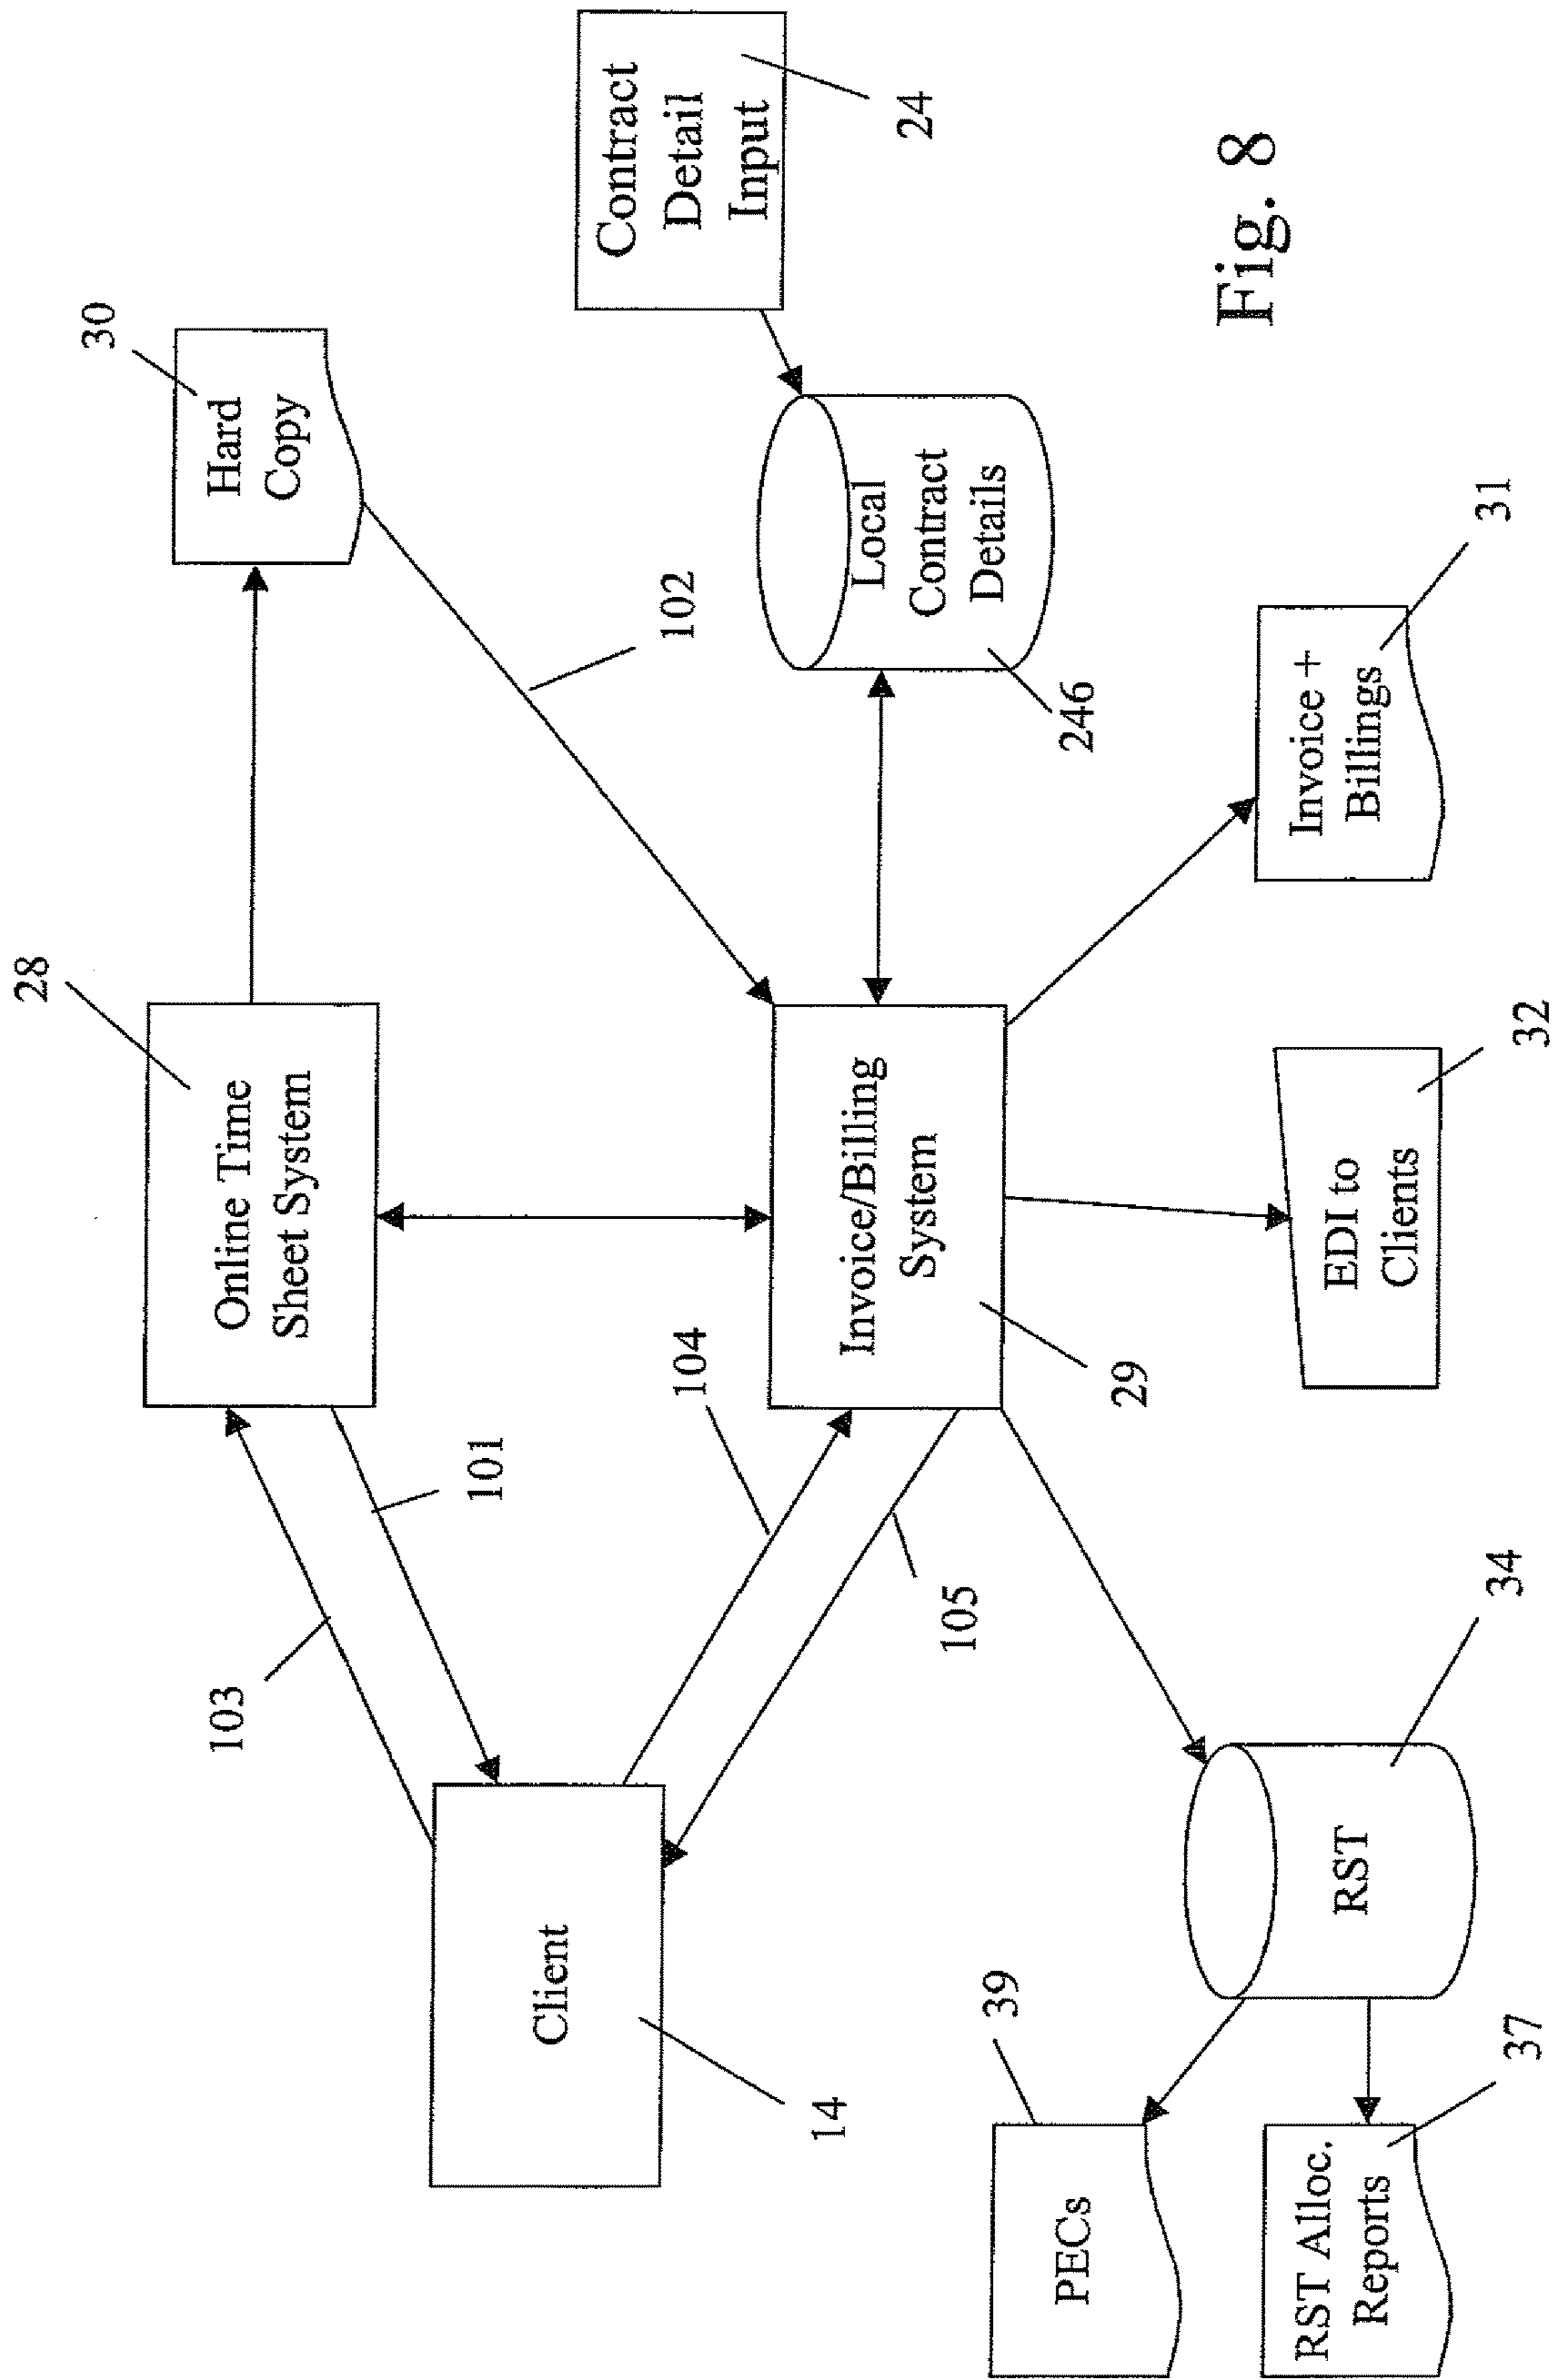 28
30
Online Time
Sheet System
Hard
Copy
103
101
Client
14
102
104
Contract
Detail
Input
24
Invoice/Billing
System
Local
Contract
Details
246
105
29
39
PECs
RST
34
RST Alloc.
Reports
37
EDI to
Clients
32
Invoice +
Billings
31
Fig. 8